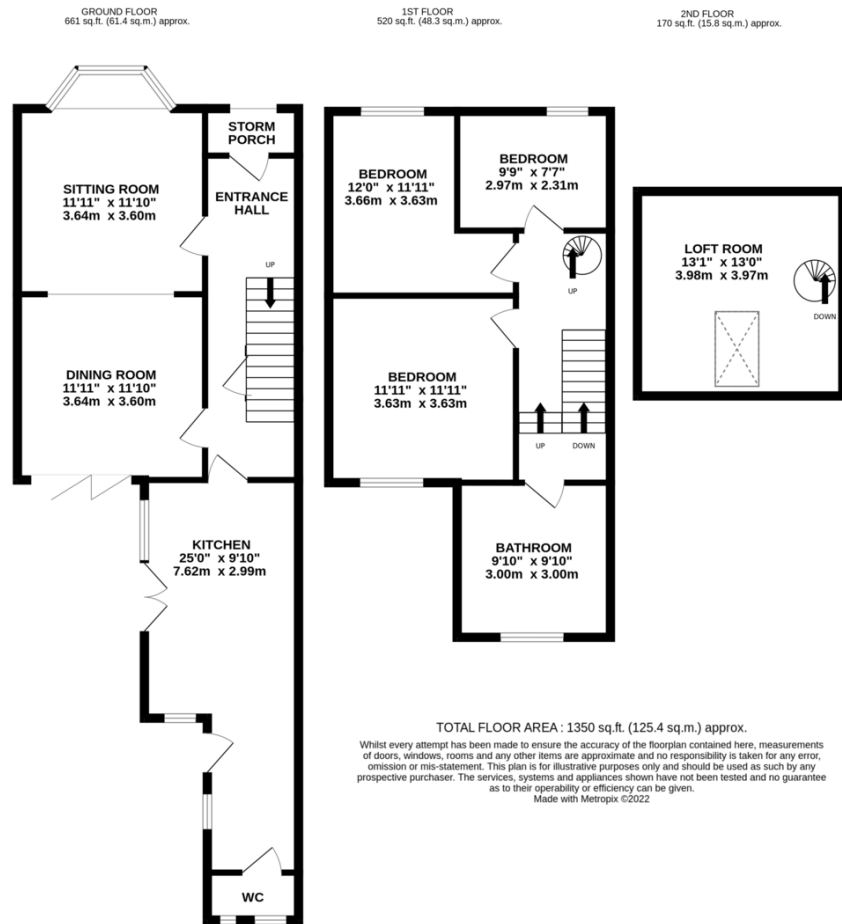 GROUND FLOOR
661 sq.ft. (61.4 sq.m.) approx.
1ST FLOOR
520 sq.ft. (48.3 sq.m.) approx.
2ND FLOOR
170 sq.ft. (15.8 sq.m.) approx.
STORM
PORCH
SITTING ROOM
11'11" x 11'10"
3.64m x 3.60m
ENTRANCE
HALL
UP
DINING ROOM
11'11" x 11'10"
3.64m x 3.60m
KITCHEN
25'0" x 9'10"
7.62m x 2.99m
WC
BEDROOM
12'0" x 11'11"
3.66m x 3.63m
BEDROOM
9'9" x 7'7"
2.97m x 2.31m
UP
BEDROOM
11'11" x 11'11"
3.63m x 3.63m
UP
DOWN
BATHROOM
9'10" x 9'10"
3.00m x 3.00m
LOFT ROOM
13'1" x 13'0"
3.98m x 3.97m
DOWN
TOTAL FLOOR AREA : 1350 sq.ft. (125.4 sq.m.) approx.
Whilst every attempt has been made to ensure the accuracy of the floorplan contained here, measurements
of doors, windows, rooms and any other items are approximate and no responsibility is taken for any error,
omission or mis-statement. This plan is for illustrative purposes only and should be used as such by any
prospective purchaser. The services, systems and appliances shown have not been tested and no guarantee
as to their operability or efficiency can be given.
Made with Metropix ©2022